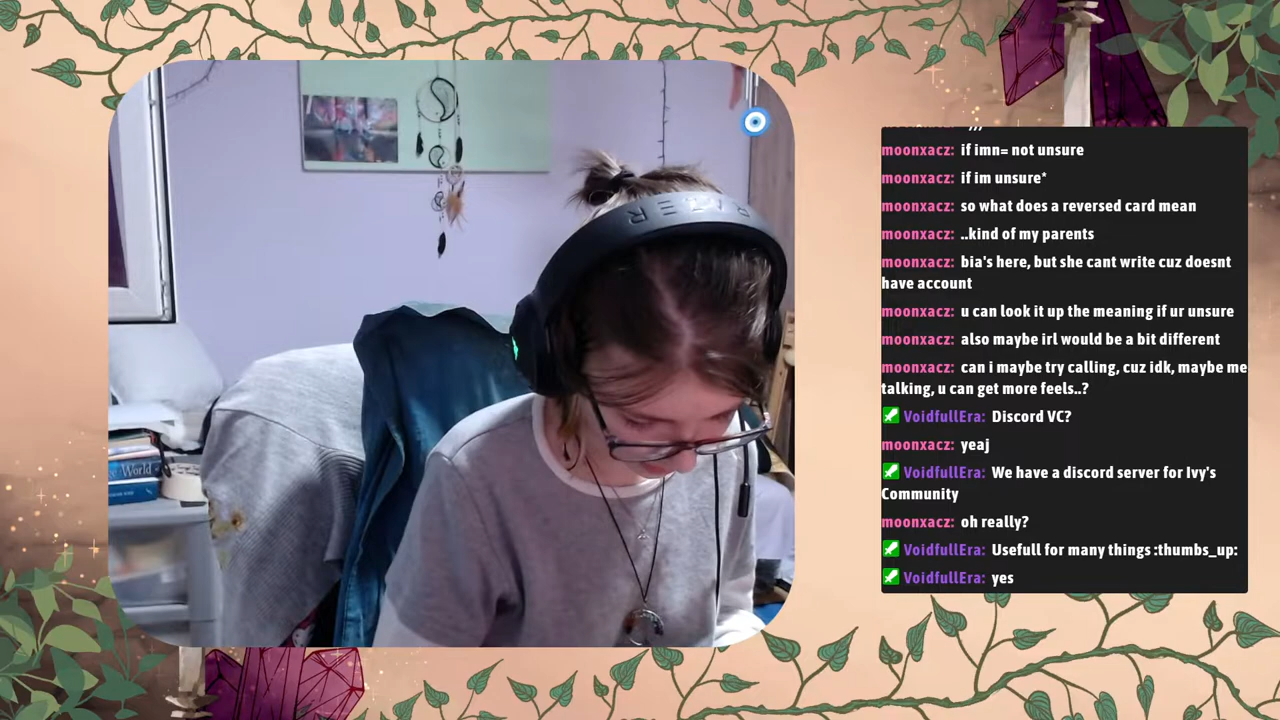 RAZER
World
moonxacz: if imn= not unsure
moonxacz: if im unsure*
moonxacz: so what does a reversed card mean
moonxacz: ..kind of my parents
moonxacz: bia's here, but she cant write cuz doesnt
have account
moonxacz: u can look it up the meaning if ur unsure
moonxacz: also maybe irl would be a bit different
moonxacz: can i maybe try calling, cuz idk, maybe me
talking, u can get more feels..?
VoidfullEra: Discord VC?
moonxacz: yeaj
VoidfullEra: We have a discord server for Ivy's
Community
moonxacz: oh really?
VoidfullEra: Usefull for many things :thumbs_up:
VoidfullEra: yes